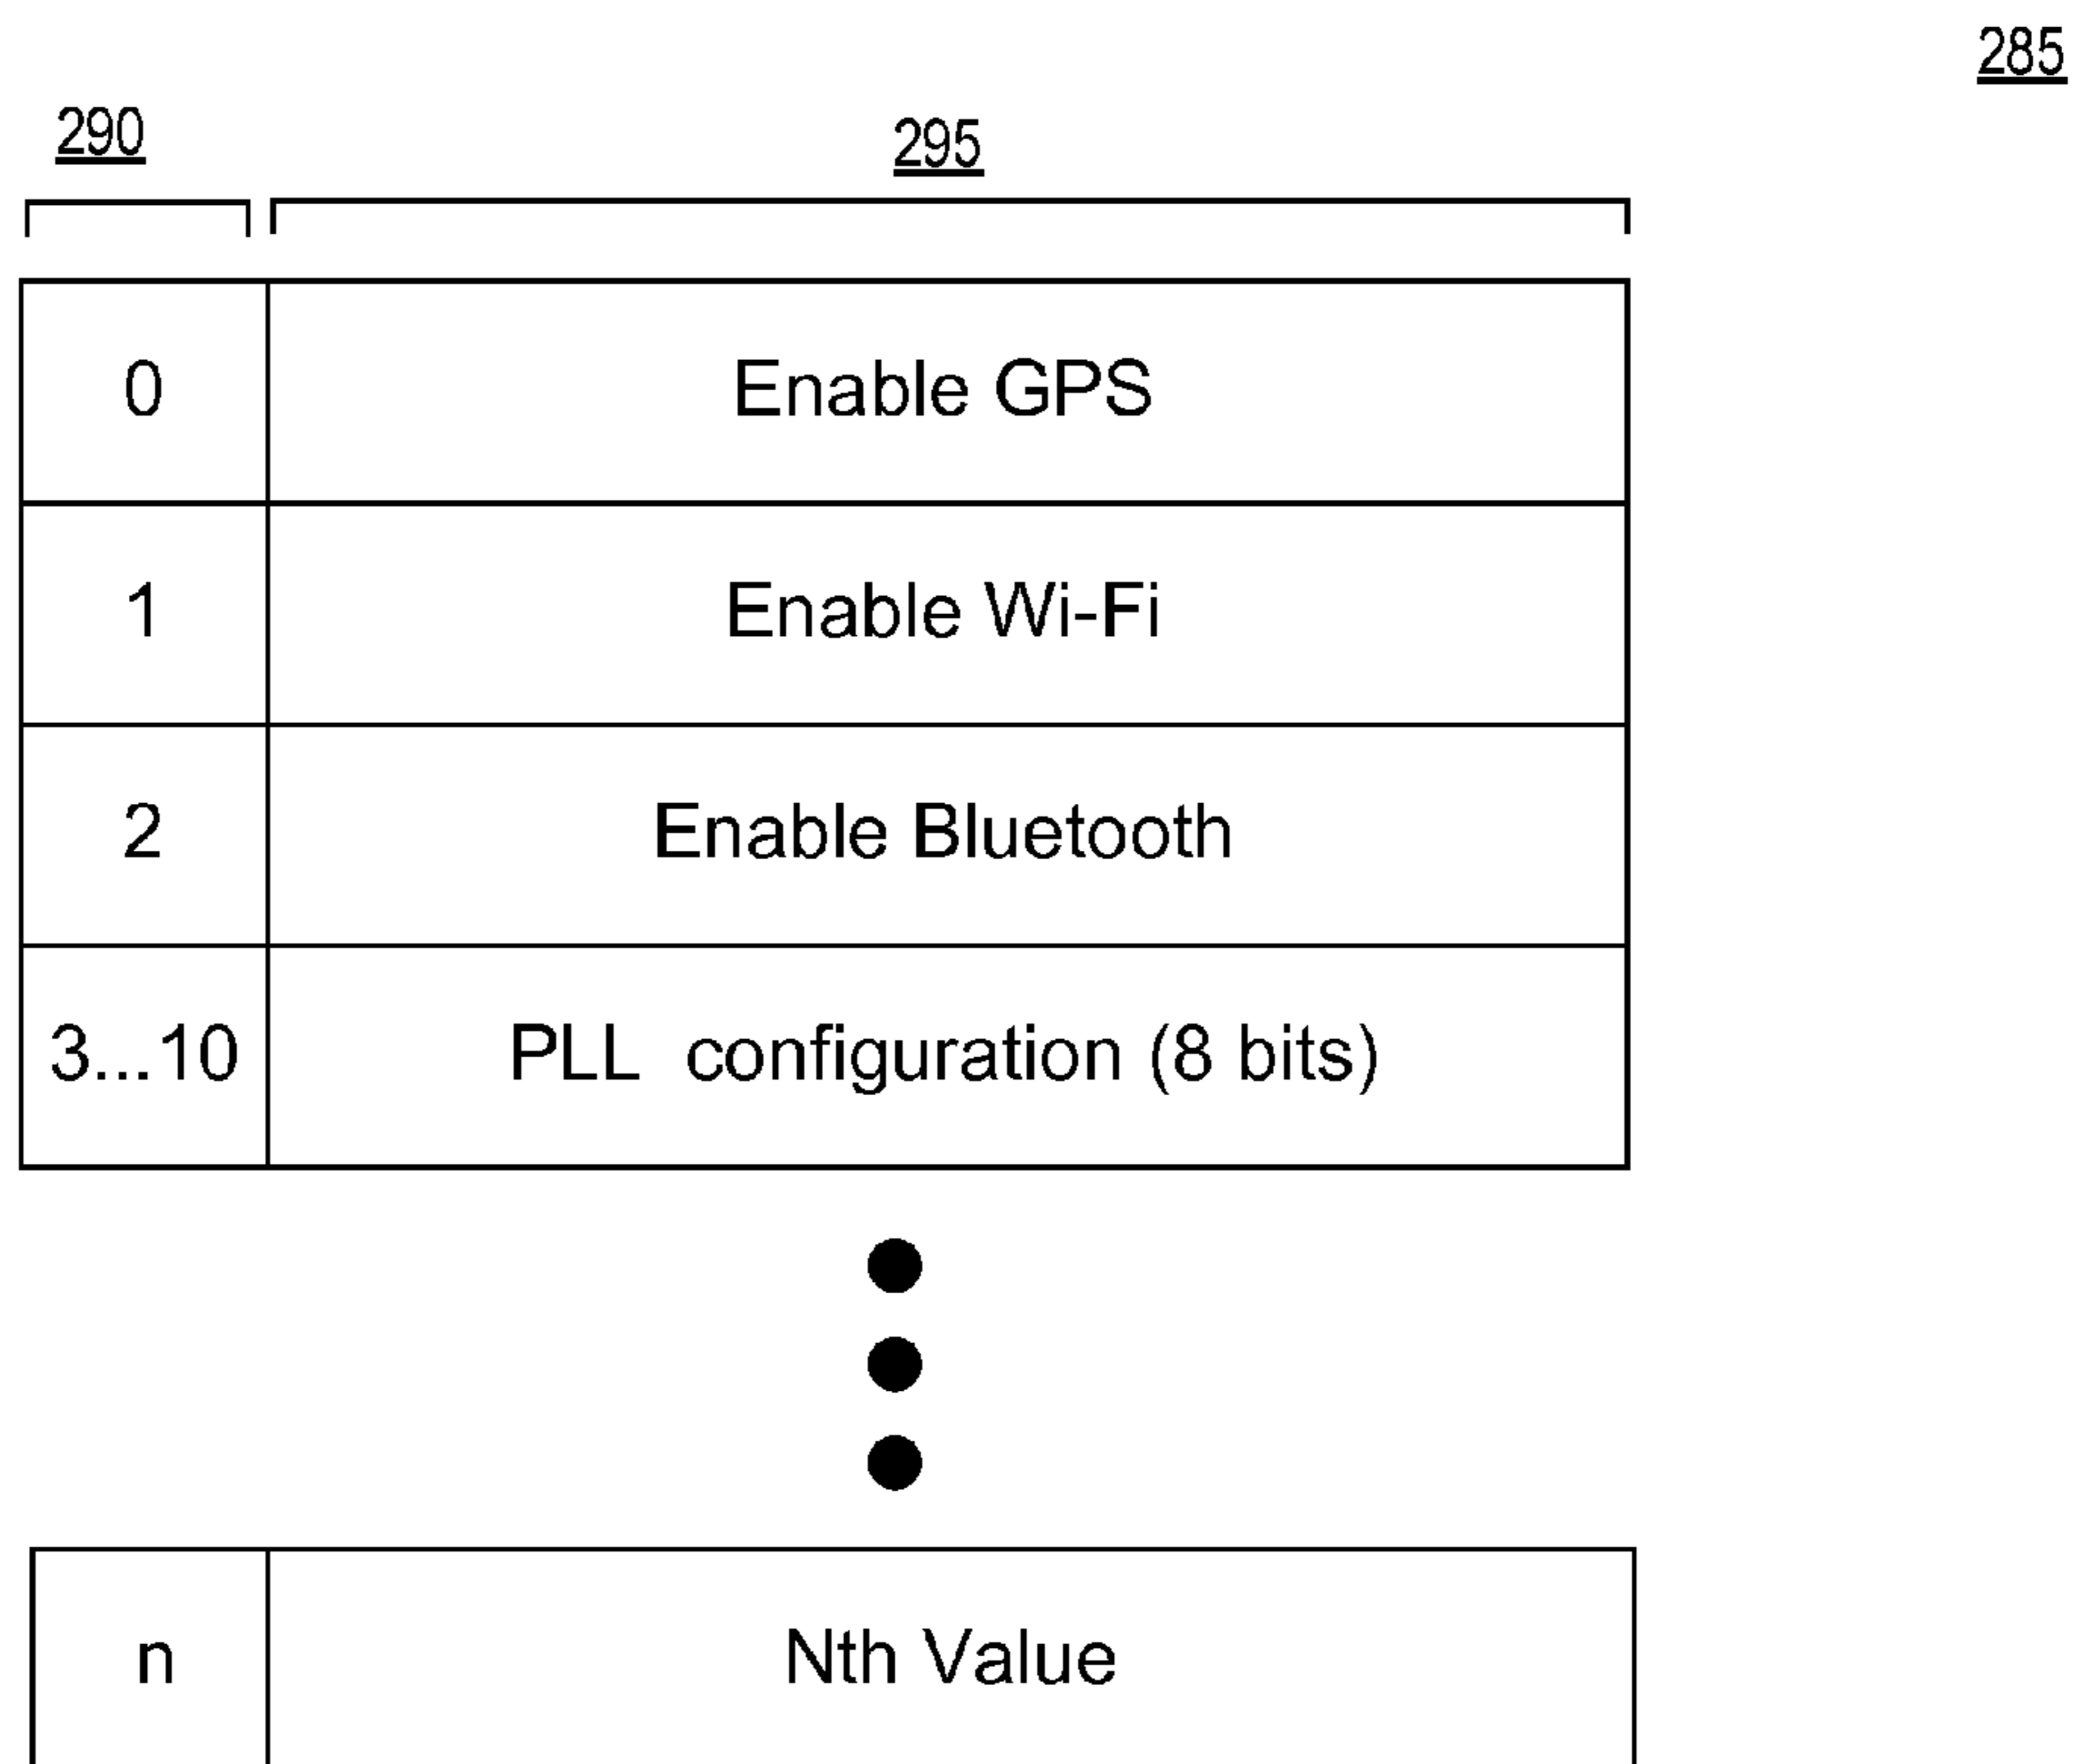 285
290
295
0 Enable GPS
1 Enable Wi-Fi
2 Enable Bluetooth
3...10 PLL configuration (8 bits)
n Nth Value